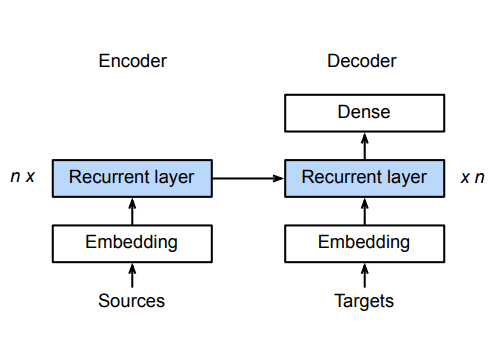 Encoder
Decoder
Dense
n x
Recurrent layer
Recurrent layer
x n
Embedding
Embedding
Sources
Targets